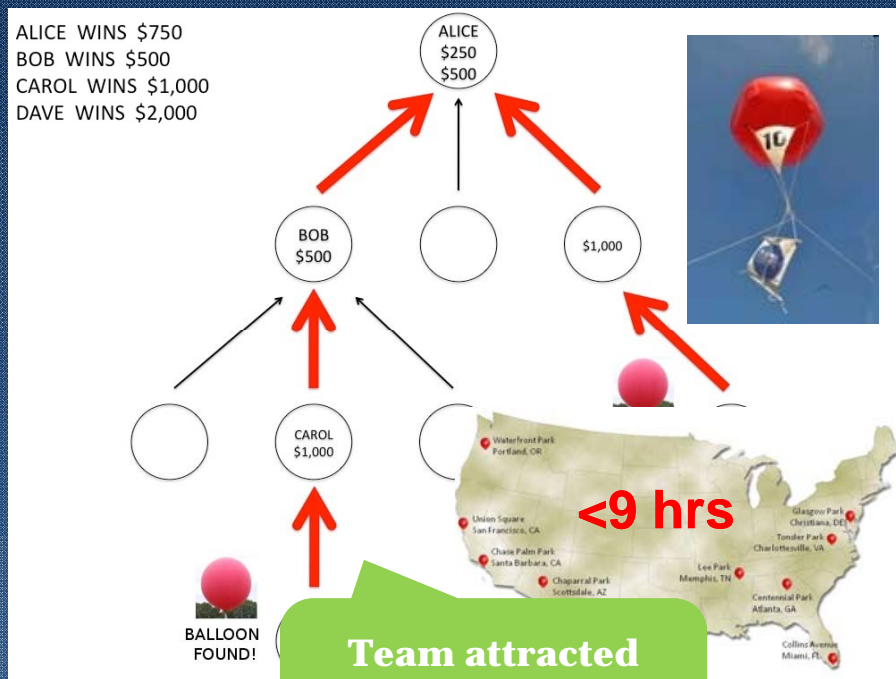 ALICE WINS $750
BOB WINS $500
CAROL WINS $1,000
DAVE WINS $2,000
ALICE
$250
$500
10
BOB
$500
$1,000
CAROL
$1,000
Waterfront Park
Portland, OR
<9 hrs
Union Square
San Francisco, CA
Glasgow Park
Christiana, DE
Tonder Park
Charlottesville, VA
Chase Palm Park
Santa Barbara, CA
Lee Park
Memphis, TN
Chaparral Park
Scottsdale, AZ
Centennial Park
Atlanta, GA
Collins Avenue
Miami, FL
BALLOON
FOUND!
Team attracted